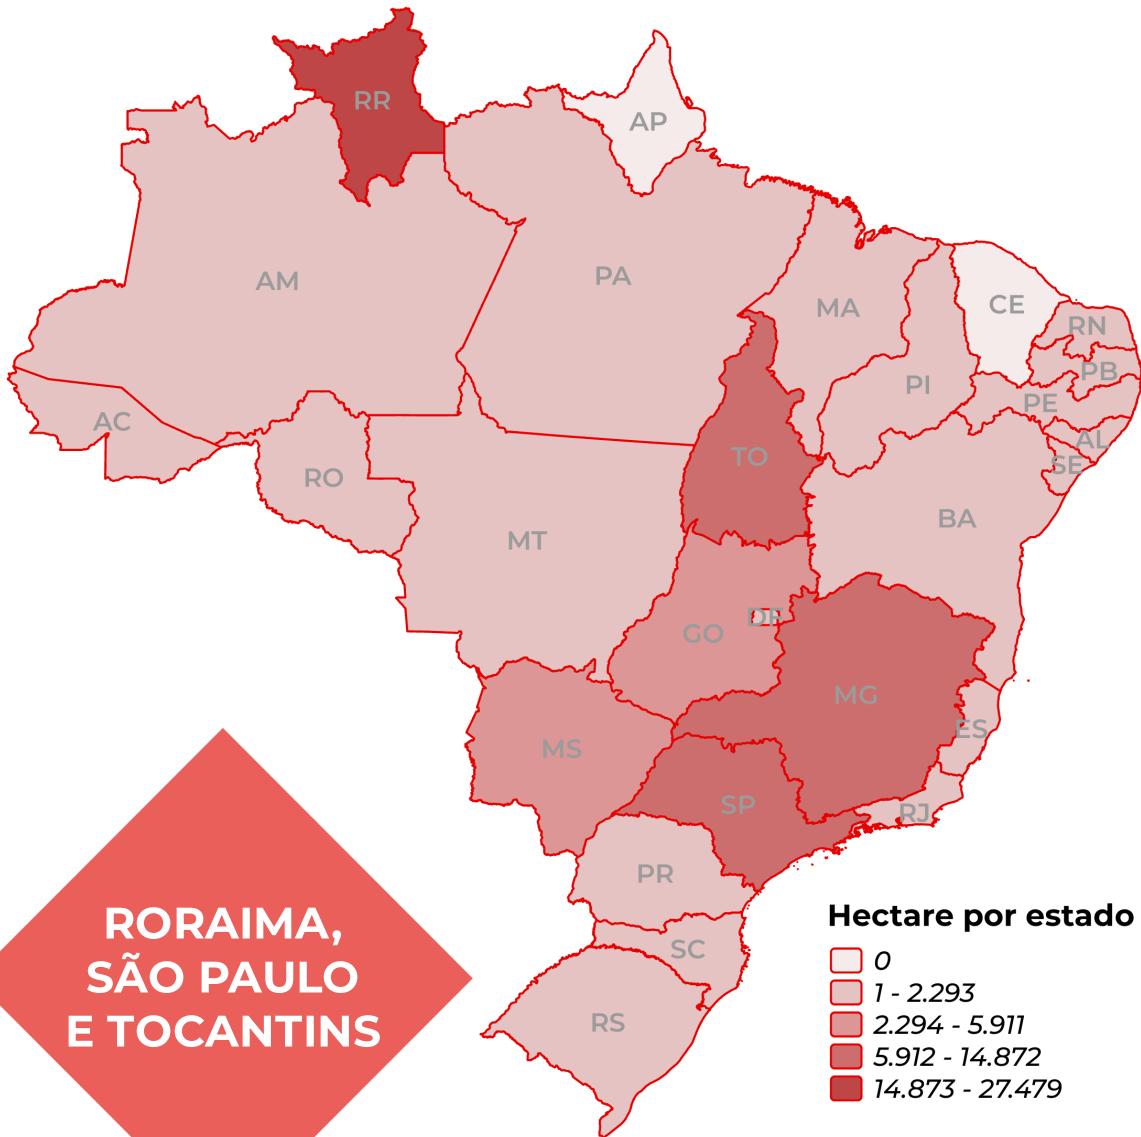 RR
AP
AM
PA
MA
CE
RN
PB
PI
PE
AC
AL
TO
SE
RO
BA
MT
DF
GO
MG
ES
MS
SP
RJ
PR
SC
RS
RORAIMA,
SÃO PAULO
E TOCANTINS
Hectare por estado
0
1 - 2.293
2.294 - 5.911
5.912 - 14.872
14.873 - 27.479